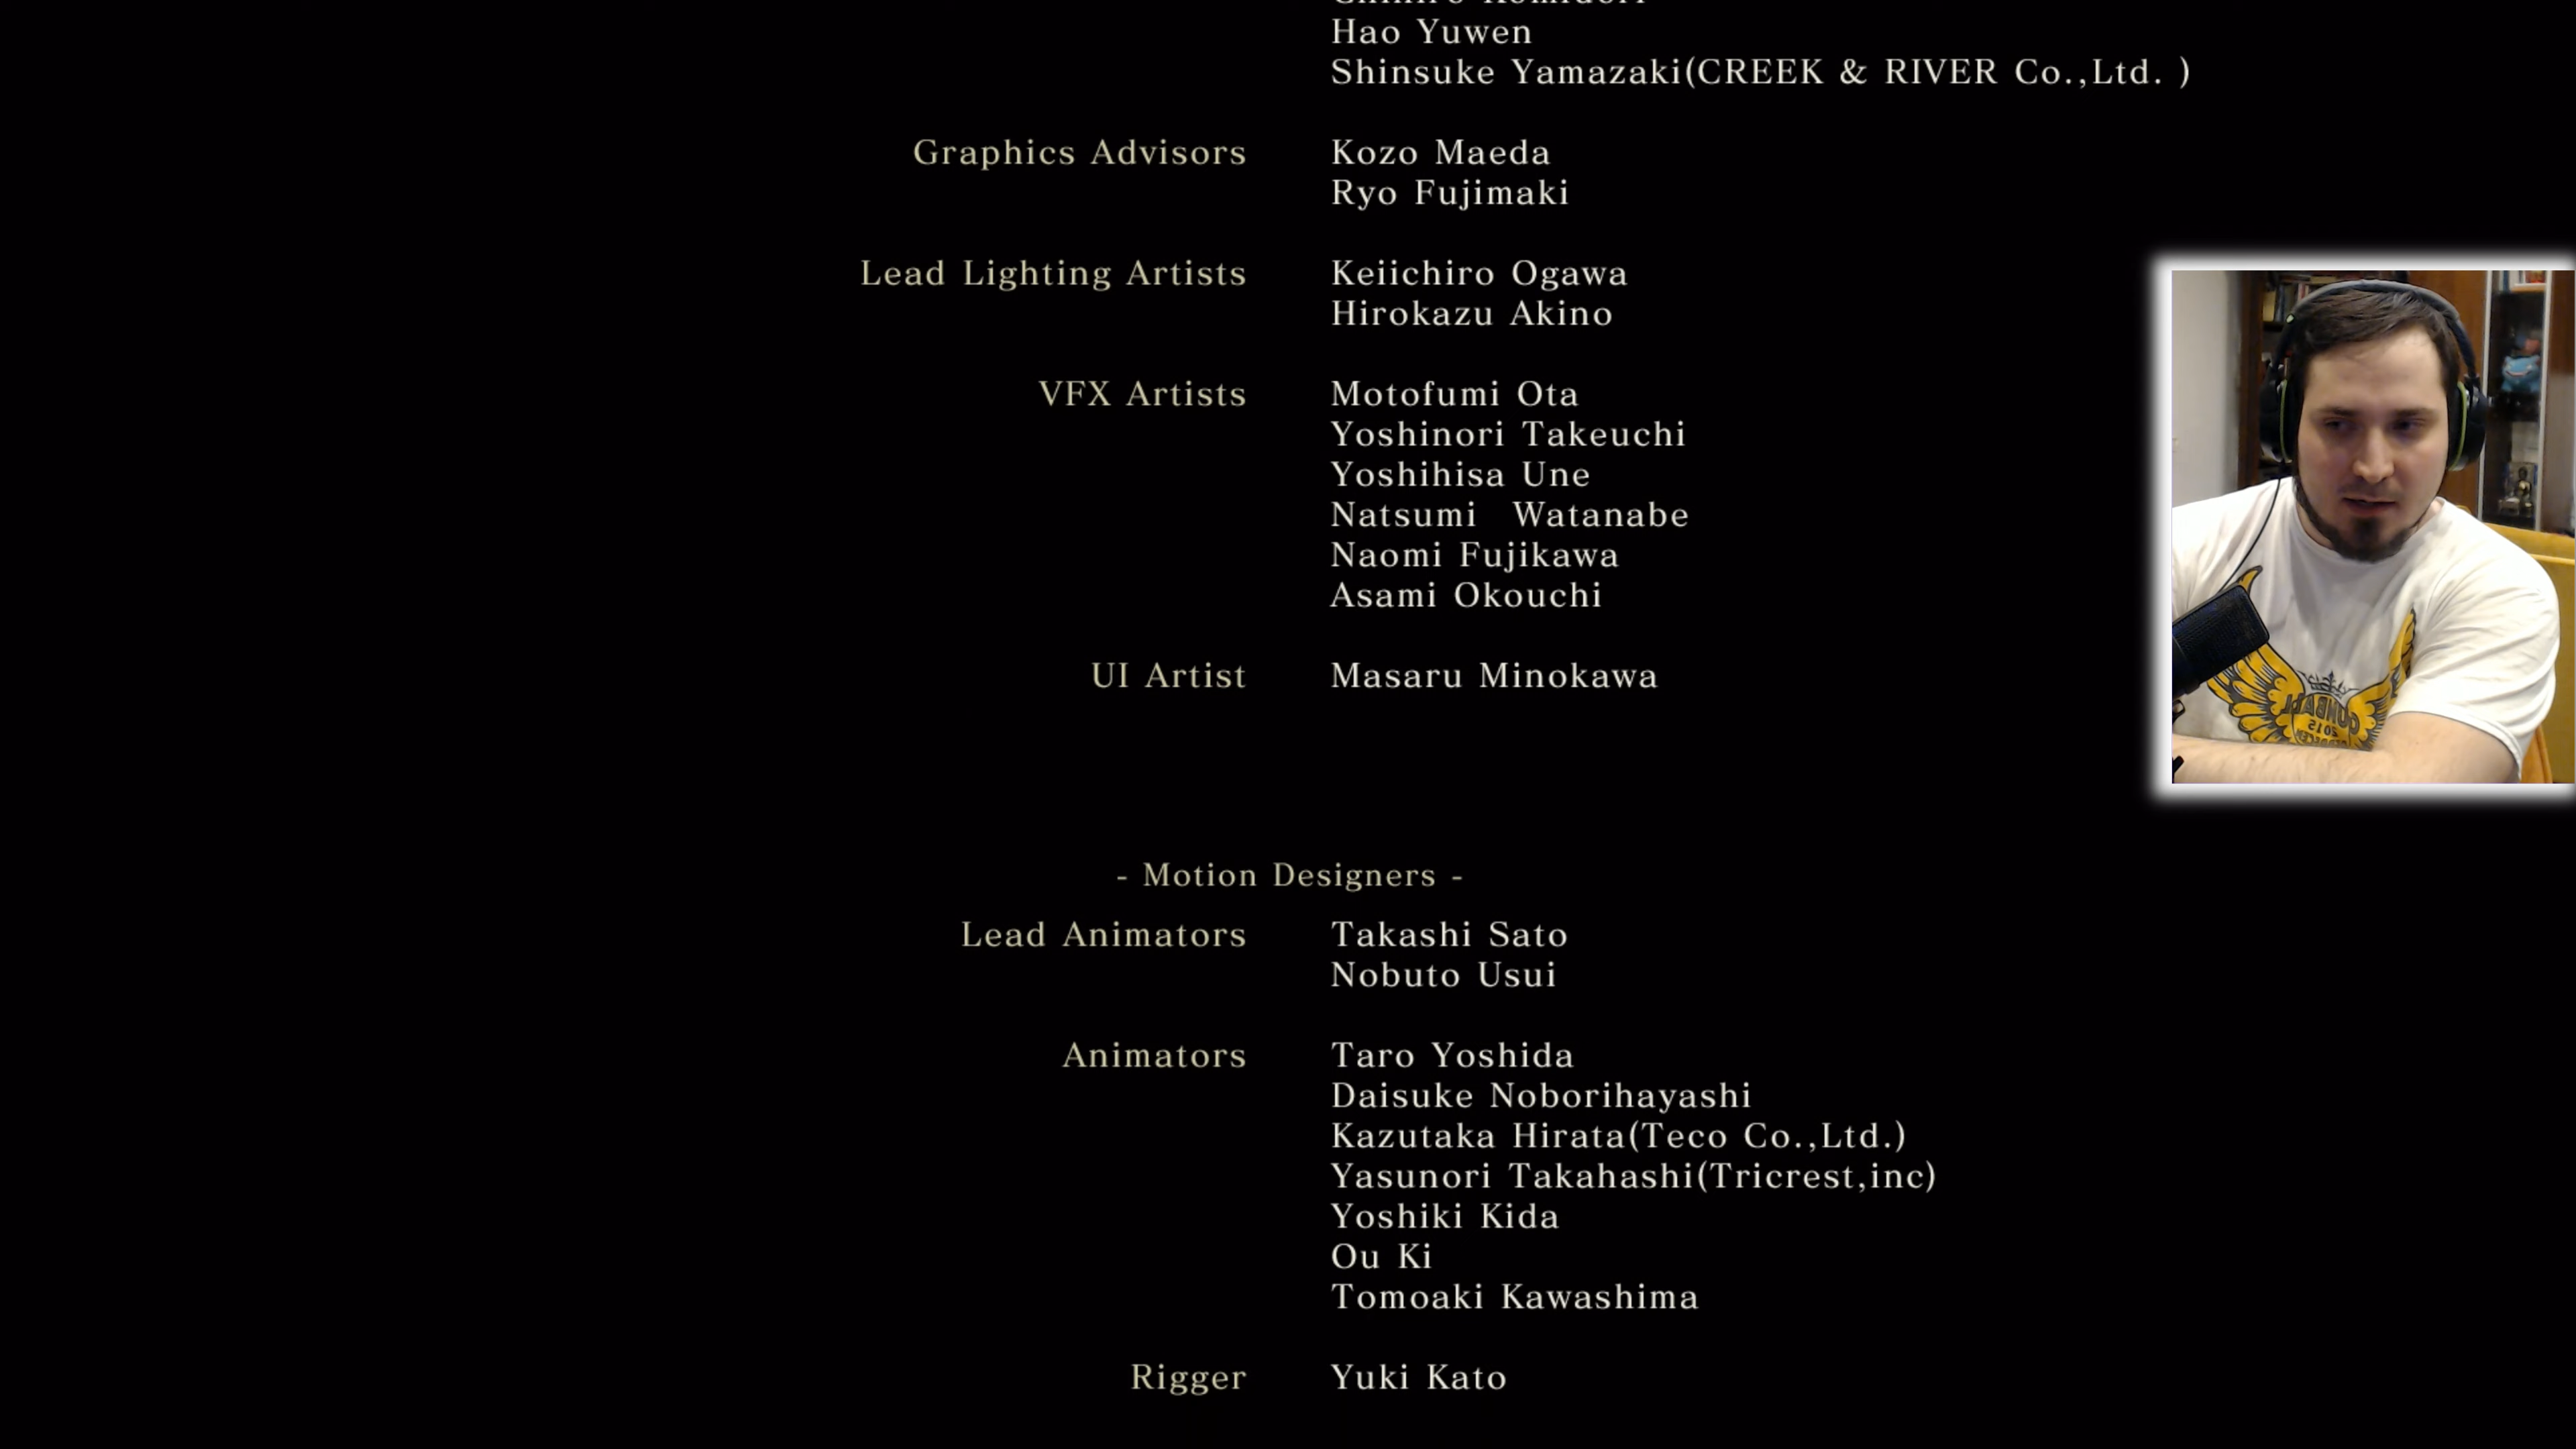 Hao Yuwen
Shinsuke Yamazaki(CREEK & RIVER Co.,Ltd. )
Graphics Advisors Kozo Maeda
Ryo Fujimaki
Lead Lighting Artists Keiichiro Ogawa
Hirokazu Akino
VFX Artists Motofumi Ota
Yoshinori Takeuchi
Yoshihisa Une
Natsumi Watanabe
Naomi Fujikawa
Asami Okouchi
UI Artist Masaru Minokawa
- Motion Designers -
Lead Animators Takashi Sato
Nobuto Usui
Animators Taro Yoshida
Daisuke Noborihayashi
Kazutaka Hirata(Teco Co.,Ltd.)
Yasunori Takahashi(Tricrest,inc)
Yoshiki Kida
Ou Ki
Tomoaki Kawashima
Rigger Yuki Kato
2015